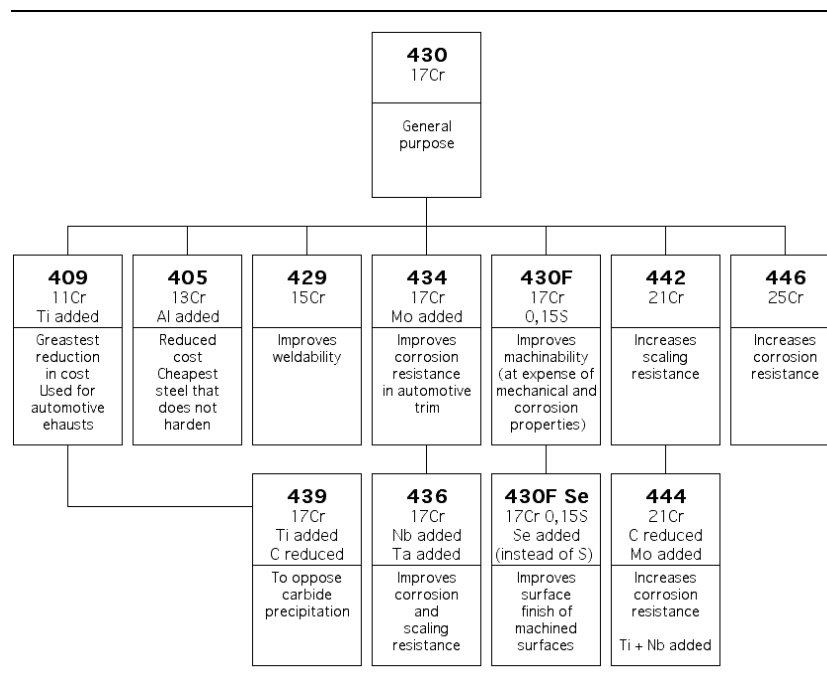 430
17Cr
General
purpose
409
11Cr
Ti added
Greastest
reduction
in cost
Used for
automotive
ehausts
405
13Cr
Al added
Reduced
cost
Cheapest
steel that
does not
harden
429
15Cr
Improves
weldability
434
17Cr
Mo added
Improves
corrosion
resistance
in automotive
trim
430F
17Cr
0,15S
Improves
machinability
(at expense of
mechanical and
corrosion
properties)
442
21Cr
Increases
scaling
resistance
446
25Cr
Increases
corrosion
resistance
439
17Cr
Ti added
C reduced
To oppose
carbide
precipitation
436
17Cr
Nb added
Ta added
Improves
corrosion
and
scaling
resistance
430F Se
17Cr 0,15S
Se added
(instead of S)
Improves
surface
finish of
machined
surfaces
444
21Cr
C reduced
Mo added
Increases
corrosion
resistance
Ti + Nb added